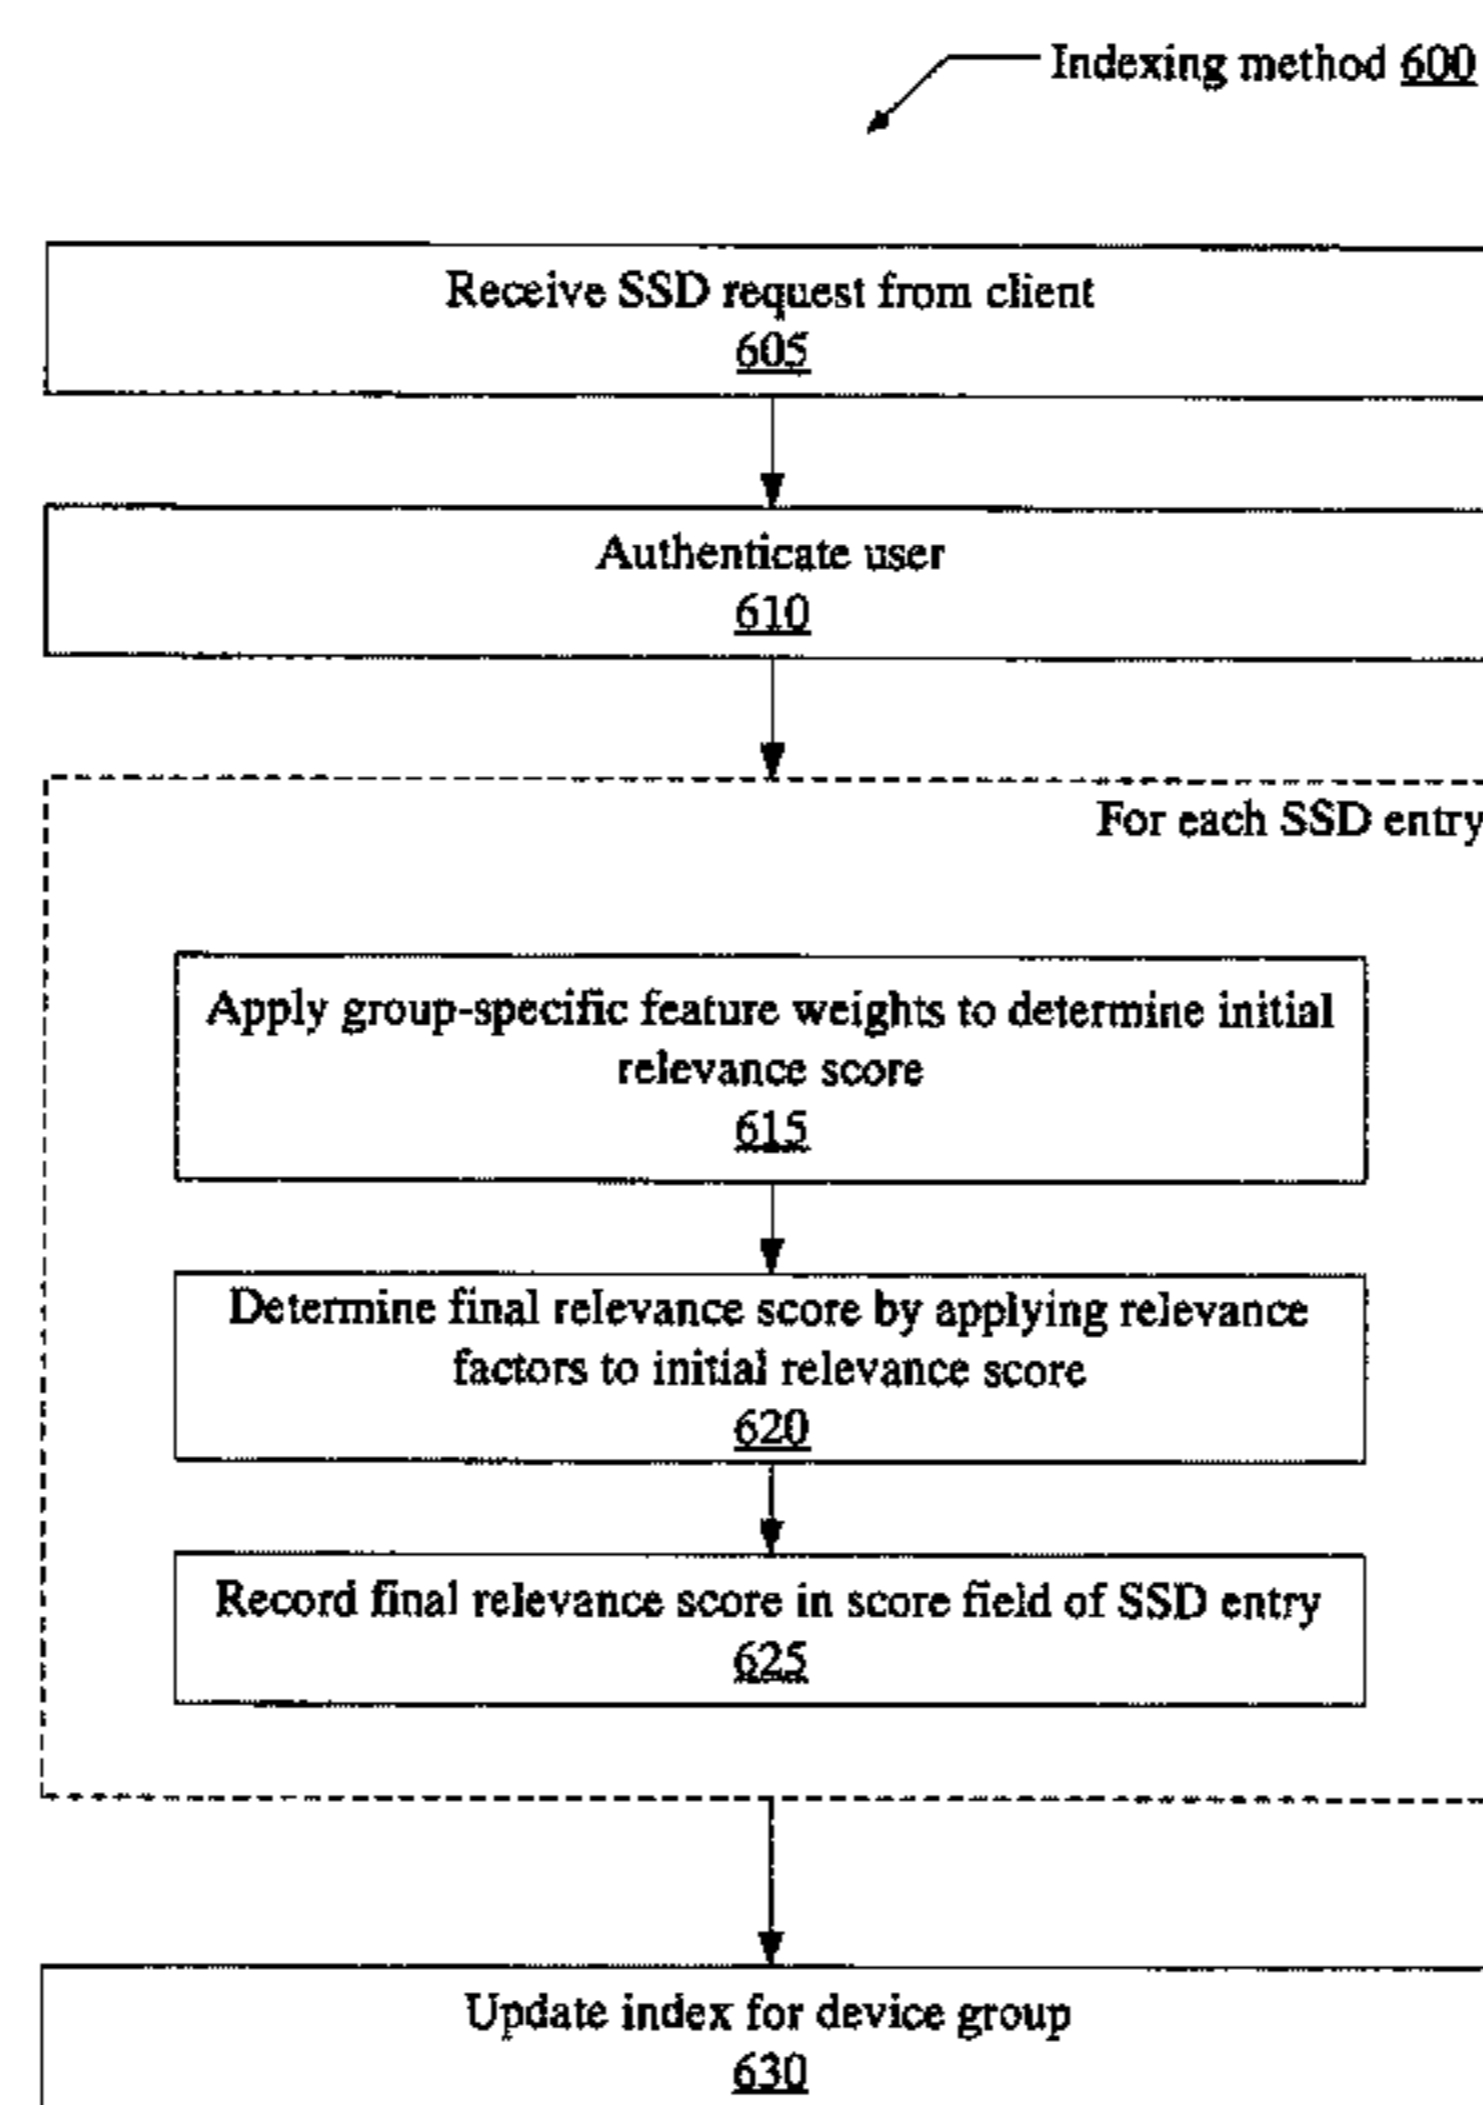 Indexing method 600
Receive SSD request from client
605
Authenticate user
610
For each SSD entry
Apply group-specific feature weights to determine initial
relevance score
615
Determine final relevance score by applying relevance
factors to initial relevance score
620
Record final relevance score in score field of SSD entry
625
Update index for device group
630